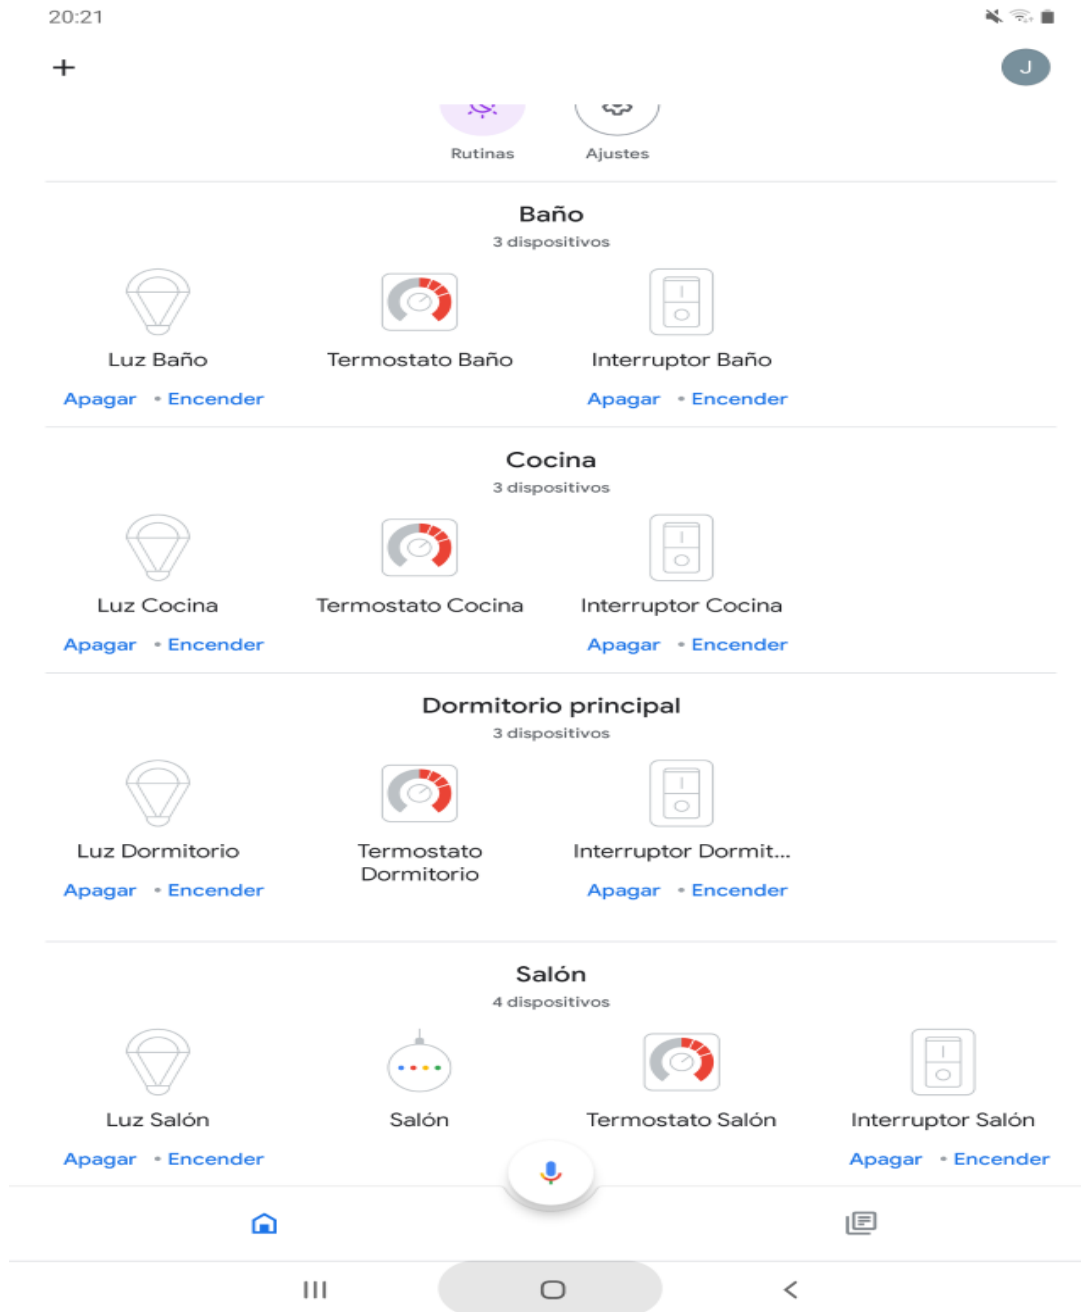 20:21
J
Rutinas Ajustes
Baño
3 dispositivos
Luz Baño Termostato Baño Interruptor Baño
Apagar • Encender Apagar • Encender
Cocina
3 dispositivos
Luz Cocina Termostato Cocina Interruptor Cocina
Apagar • Encender Apagar • Encender
Dormitorio principal
3 dispositivos
Luz Dormitorio Termostato Interruptor Dormit...
Dormitorio
Apagar • Encender Apagar • Encender
Salón
4 dispositivos
Luz Salón Salón Termostato Salón Interruptor Salón
Apagar • Encender Apagar • Encender